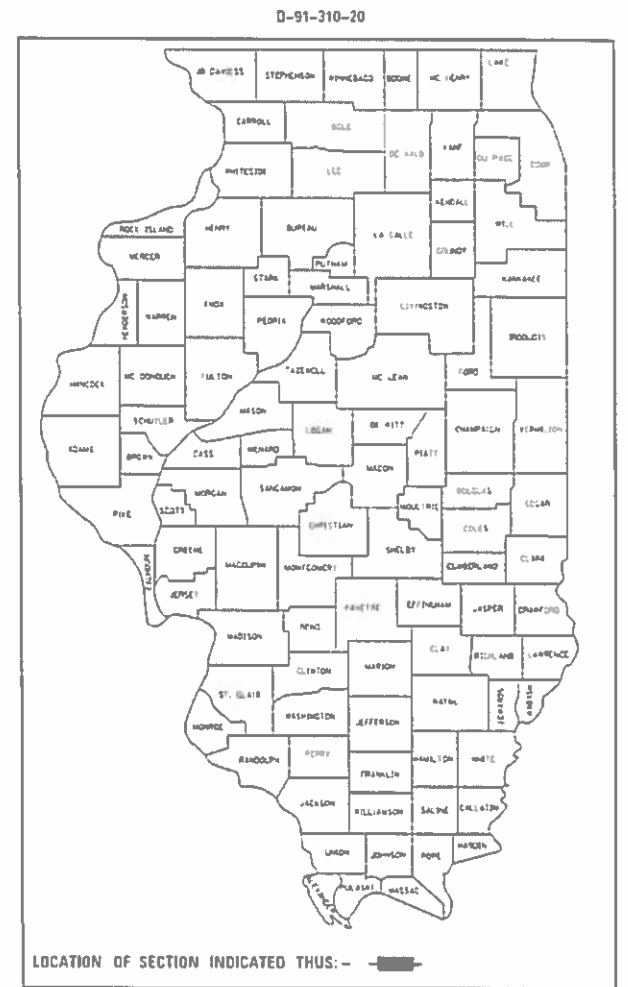 D-91-310-20
JO DAVIESS STEPHENSON WINNEBAGO BOONE MC HENRY LAKE
CARROLL OGLE
DE KALB KANE DU PAGE COOK
WHITESIDE LEE
KENDALL
ROCK ISLAND HENRY BUREAU LA SALLE GRUNDY WILL
MERCER PUTNAM
STARK KANKAKEE
HENDERSON WARREN KNOX MARSHALL
PEORIA WOODFORD LIVINGSTON
IROQUOIS
HANCOCK MC DONOUGH FULTON TAZEWELL MC LEAN FORD
MASON
SCHUYLER LOGAN DE WITT CHAMPAIGN VERMILION
ADAMS BROWN CASS MENARD PIATT
MACON
PIKE SCOTT MORGAN SANGAMON MOULTRIE DOUGLAS EDGAR
CHRISTIAN COLES
CALHOUN GREENE MACOUPIN MONTGOMERY SHELBY CUMBERLAND CLARK
JERSEY
FAYETTE EFFINGHAM JASPER CRAWFORD
MADISON BOND
CLAY RICHLAND LAWRENCE
CLINTON MARION
ST. CLAIR WAYNE EDWARDS WABASH
WASHINGTON JEFFERSON
MONROE
RANDOLPH PERRY HAMILTON WHITE
FRANKLIN
JACKSON WILLIAMSON SALINE GALLATIN
UNION JOHNSON POPE HARDIN
ALEXANDER PULASKI MASSAC
LOCATION OF SECTION INDICATED THUS:-